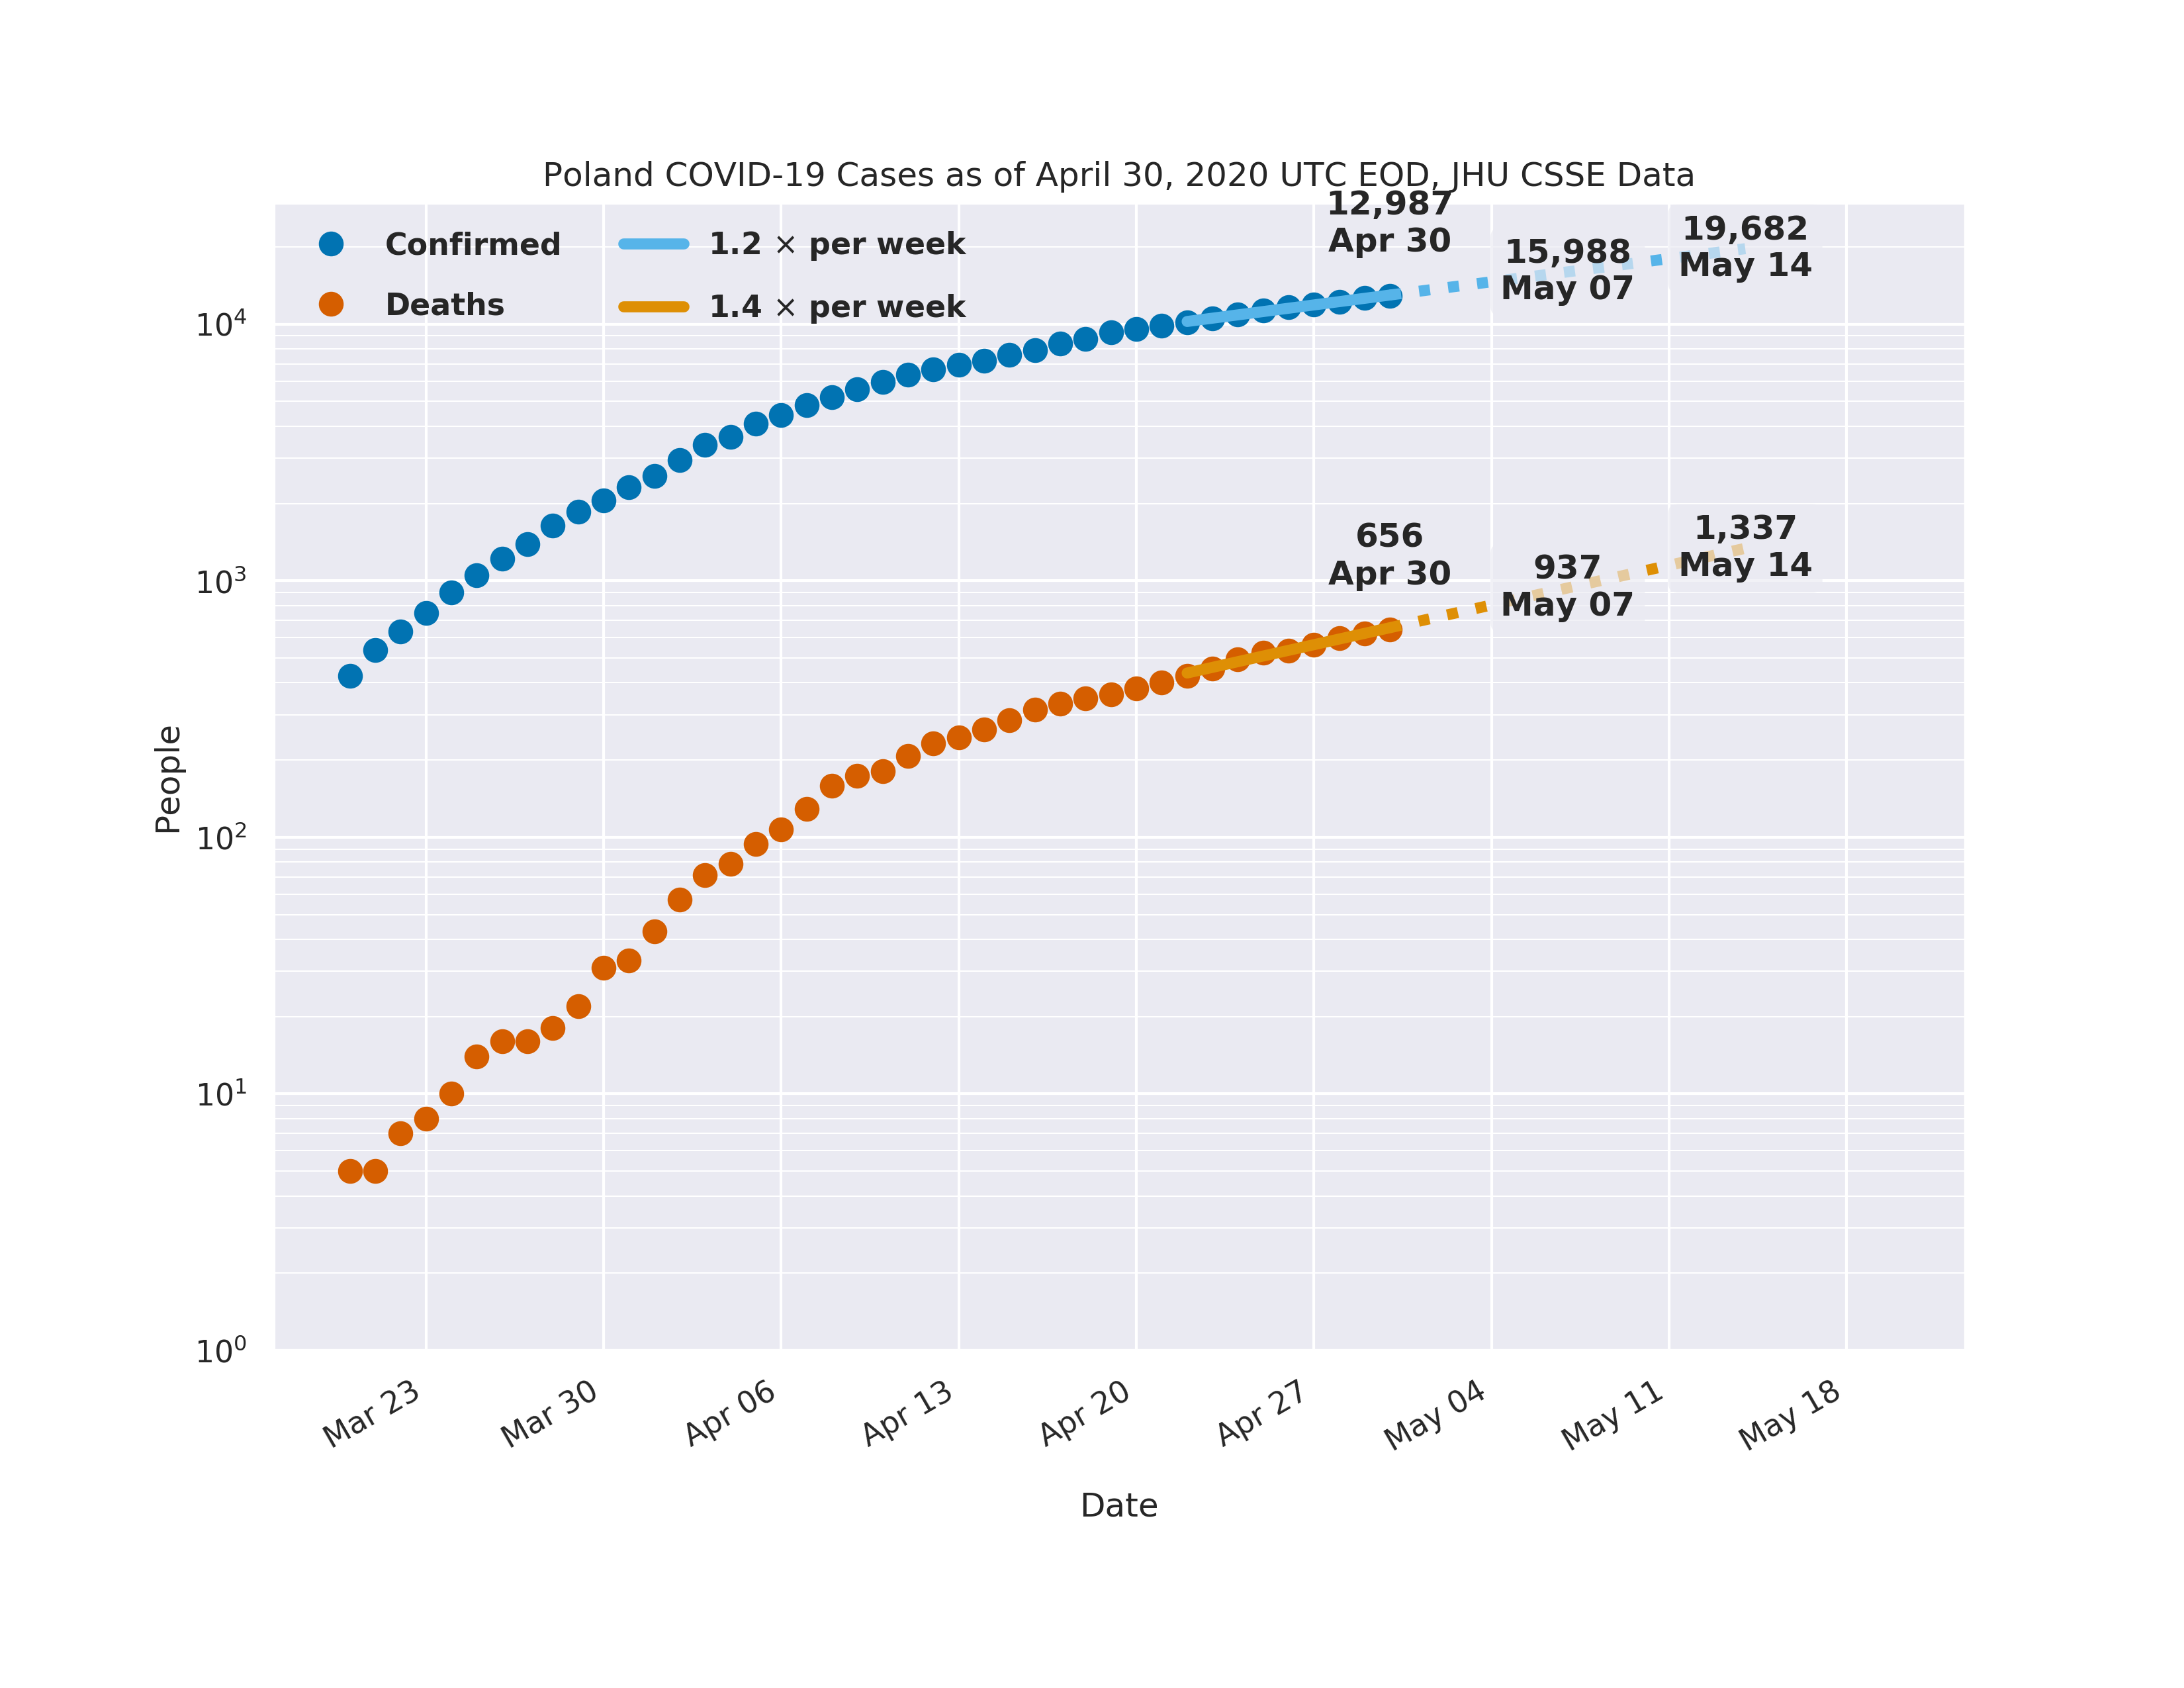 Poland COVID-19 Cases as of April 30, 2020 UTC EOD, JHU CSSE Data
Confirmed
Deaths
1.2 × per week
1.4 × per week
12,987
Apr 30
15,988
May 07
19,682
May 14
656
Apr 30
937
May 07
1,337
May 14
People
10⁴
10³
10²
10¹
10⁰
Mar 23
Mar 30
Apr 06
Apr 13
Apr 20
Apr 27
May 04
May 11
May 18
Date